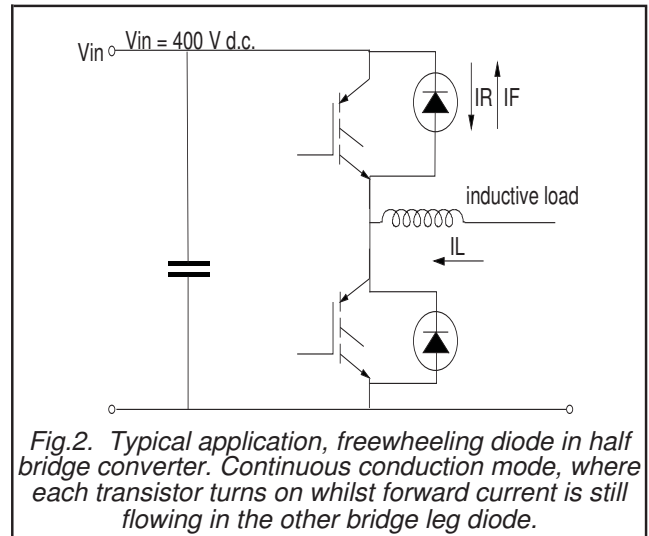 Vin = 400 V d.c.
Vin
IR IF
inductive load
IL
Fig.2. Typical application, freewheeling diode in half
bridge converter. Continuous conduction mode, where
each transistor turns on whilst forward current is still
flowing in the other bridge leg diode.